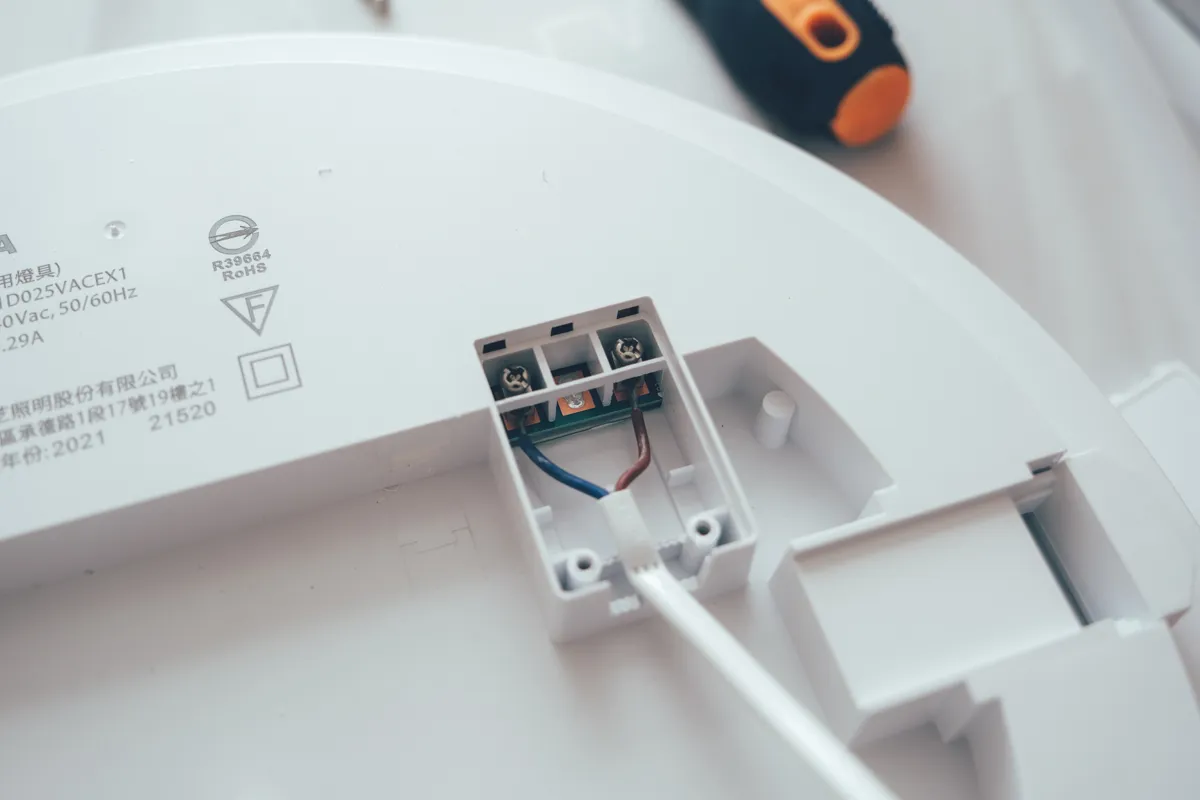 A
用燈具)
D025VACEX1
0Vac, 50/60Hz
.29A
芝照明股份有限公司
區承德路1段17號19樓之1
年份:2021 21520
R39664
RoHS
F